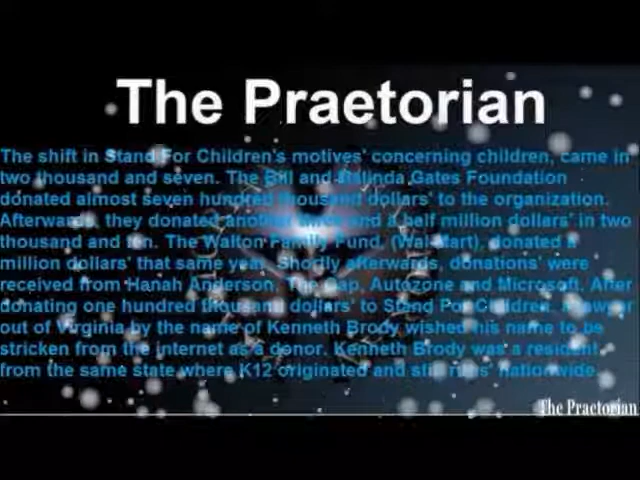 The Praetorian
The shift in Stand For Children's motives' concerning children, came in
two thousand and seven. The Bill and Malinda Gates Foundation
donated almost seven hundred thousand dollars' to the organization.
Afterwards, they donated another three and a half million dollars' in two
thousand and ten. The Walton Family Fund, (Wal-Mart), donated a
million dollars' that same year. Shortly afterwards, donations' were
received from Hanah Anderson, The Gap, Autozone and Microsoft. After
donating one hundred thousand dollars' to Stand For Children, a lawyer
out of Virginia by the name of Kenneth Brody wished his name to be
stricken from the internet as a donor. Kenneth Brody was a resident
from the same state where K12 originated and still runs' nationwide.
The Praetorian